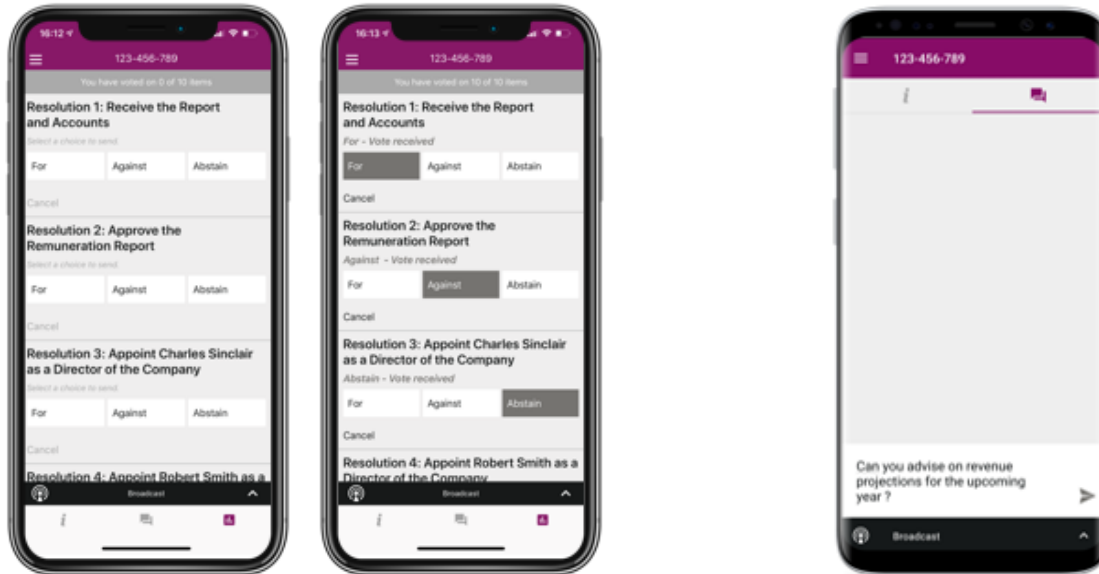 16:12
123-456-789
You have voted on 0 of 10 items
Resolution 1: Receive the Report
and Accounts
Select a choice to send.
For Against Abstain
Cancel
Resolution 2: Approve the
Remuneration Report
Select a choice to send.
For Against Abstain
Cancel
Resolution 3: Appoint Charles Sinclair
as a Director of the Company
Select a choice to send.
For Against Abstain
Cancel
Resolution 4: Appoint Robert Smith as a
Broadcast
16:13
123-456-789
You have voted on 10 of 10 items
Resolution 1: Receive the Report
and Accounts
For - Vote received
For Against Abstain
Cancel
Resolution 2: Approve the
Remuneration Report
Against - Vote received
For Against Abstain
Cancel
Resolution 3: Appoint Charles Sinclair
as a Director of the Company
Abstain - Vote received
For Against Abstain
Cancel
Resolution 4: Appoint Robert Smith as a
Director of the Company
Broadcast
123-456-789
Can you advise on revenue
projections for the upcoming
year ?
Broadcast